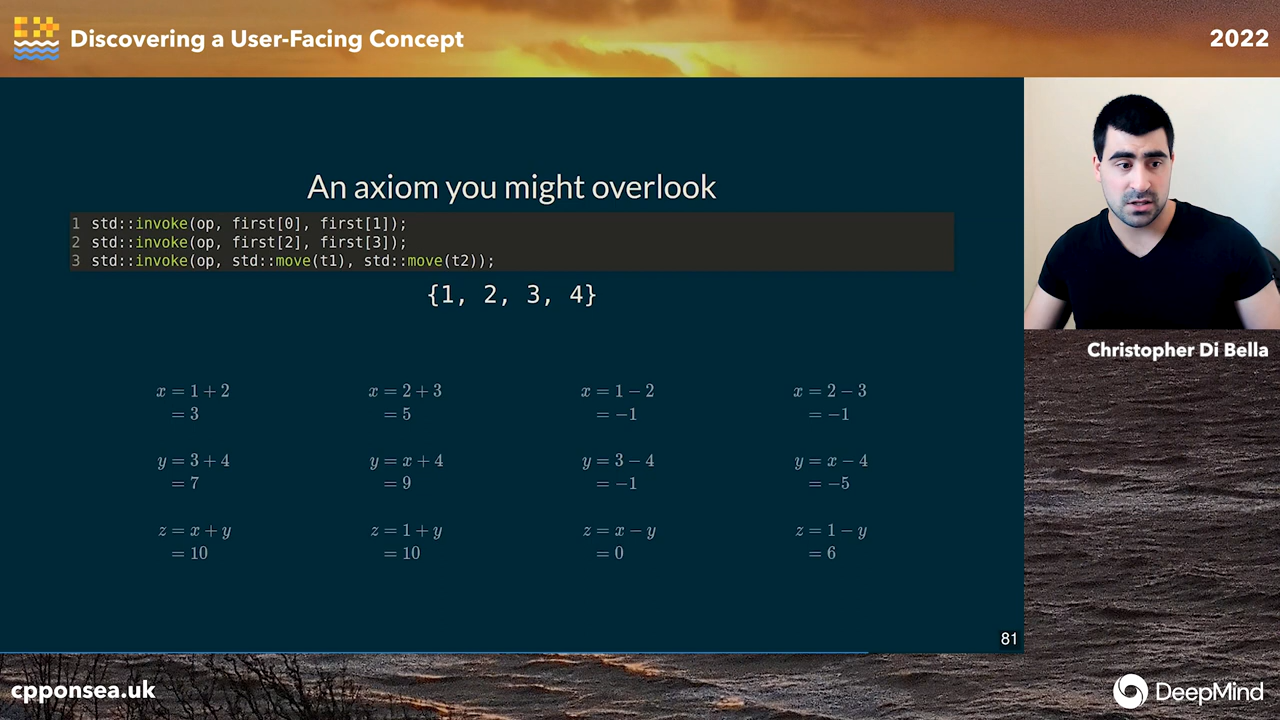 Discovering a User-Facing Concept
2022
An axiom you might overlook
1 std::invoke(op, first[0], first[1]);
2 std::invoke(op, first[2], first[3]);
3 std::invoke(op, std::move(t1), std::move(t2));
{1, 2, 3, 4}
x = 1 + 2
= 3
y = 3 + 4
= 7
z = x + y
= 10
x = 2 + 3
= 5
y = x + 4
= 9
z = 1 + y
= 10
x = 1 − 2
= −1
y = 3 − 4
= −1
z = x − y
= 0
x = 2 − 3
= −1
y = x − 4
= −5
z = 1 − y
= 6
81
Christopher Di Bella
cpponsea.uk
DeepMind